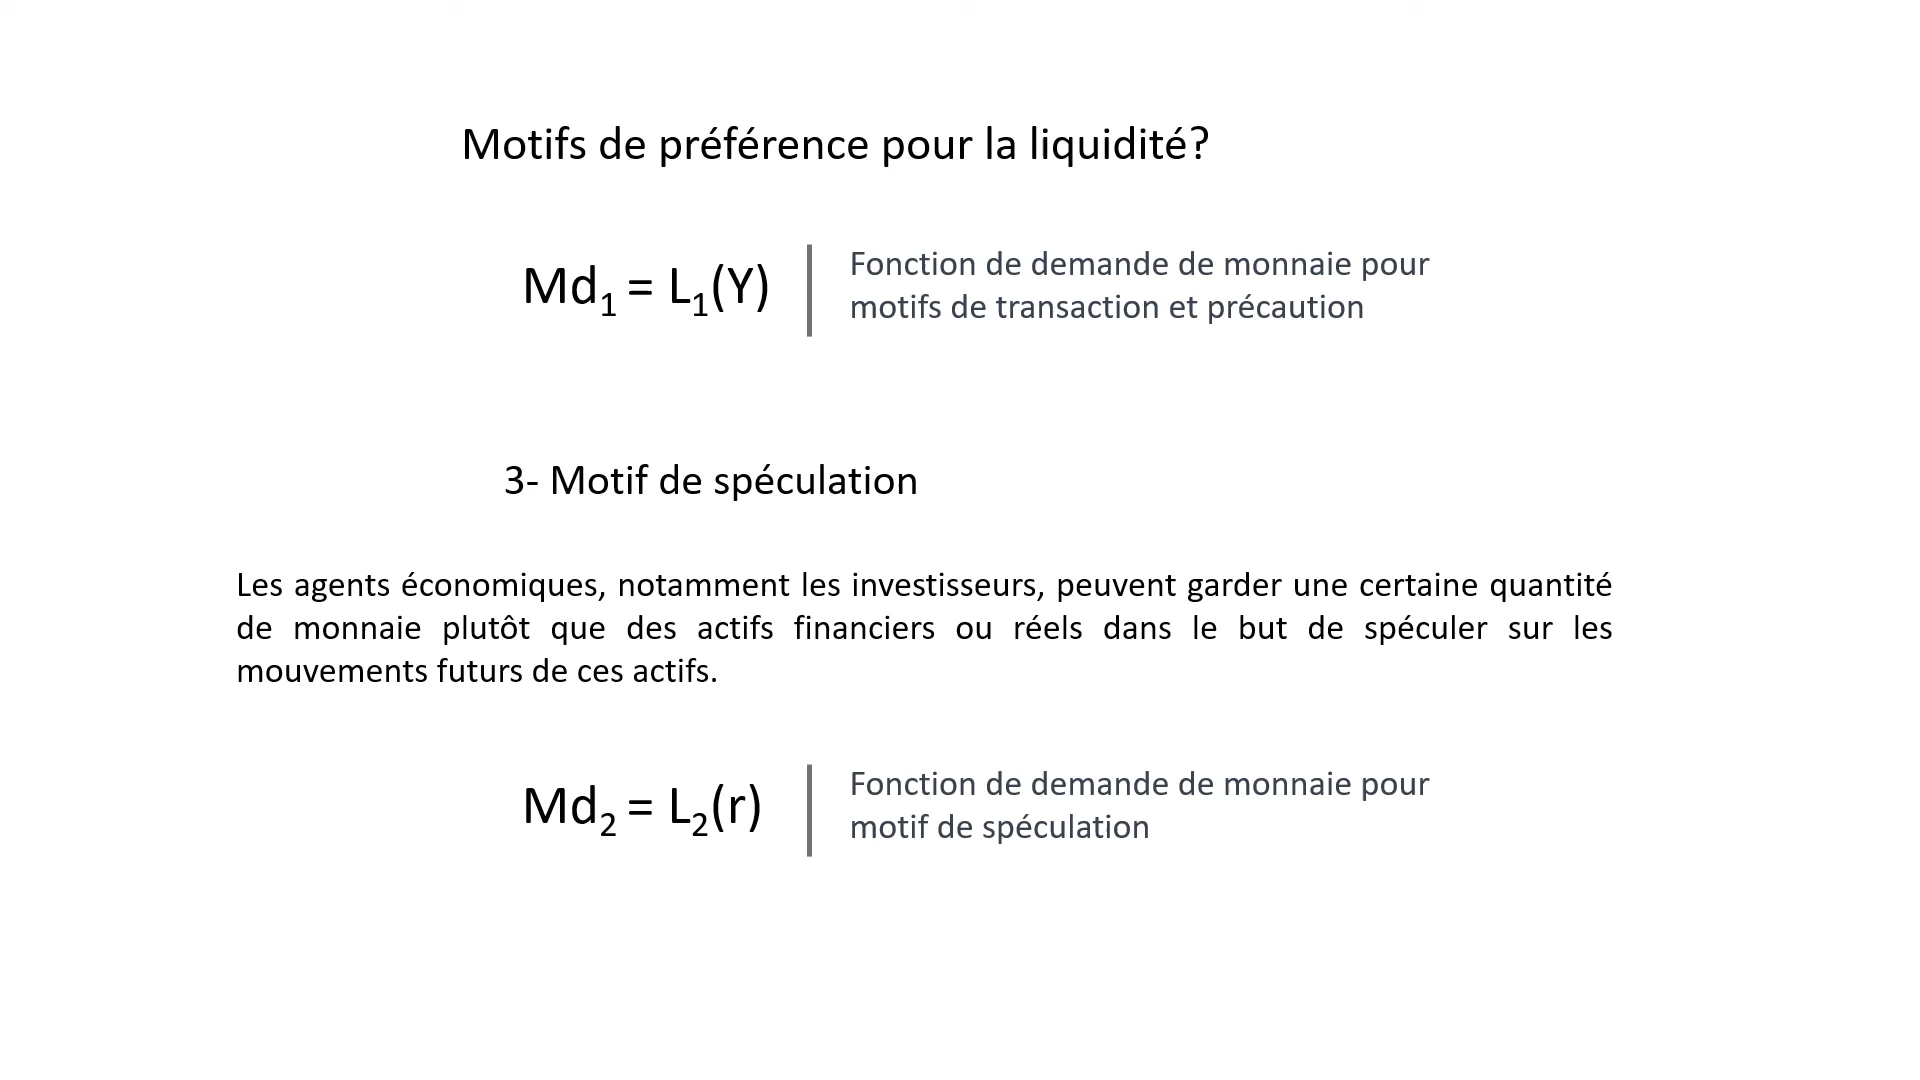 Motifs de préférence pour la liquidité?
Md₁ = L₁(Y)
Fonction de demande de monnaie pour
motifs de transaction et précaution
3- Motif de spéculation
Les agents économiques, notamment les investisseurs, peuvent garder une certaine quantité
de monnaie plutôt que des actifs financiers ou réels dans le but de spéculer sur les
mouvements futurs de ces actifs.
Md₂ = L₂(r)
Fonction de demande de monnaie pour
motif de spéculation